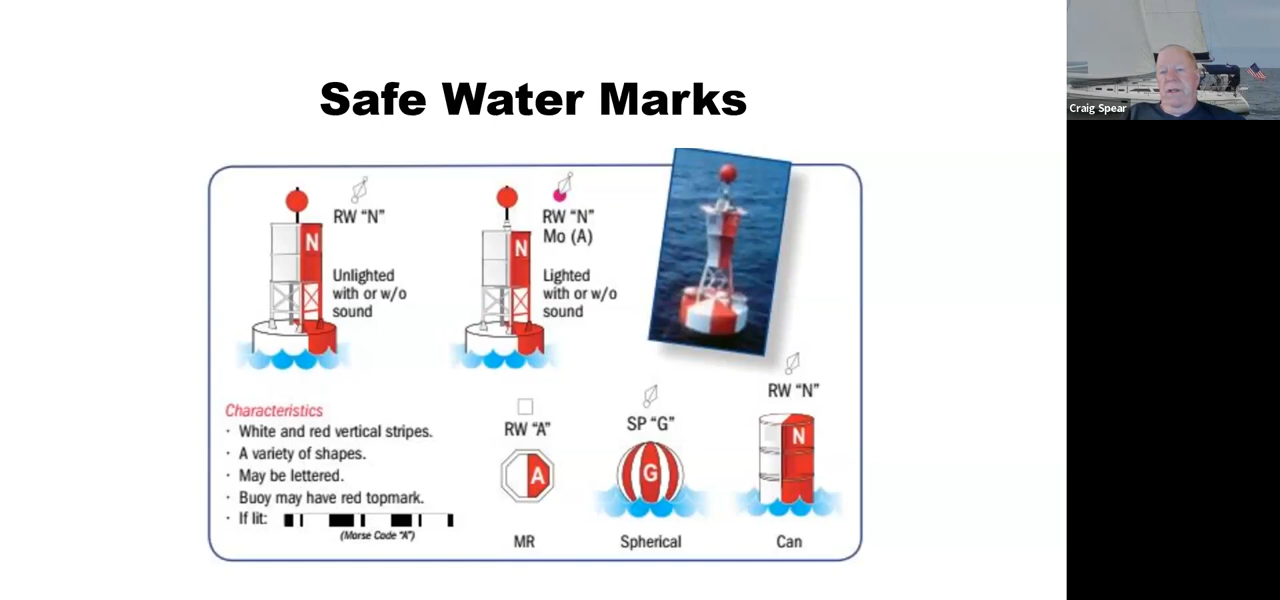 Safe Water Marks
Craig Spear
RW “N”
Unlighted
with or w/o
sound
N
RW “N”
Mo (A)
Lighted
with or w/o
sound
N
Characteristics
· White and red vertical stripes.
· A variety of shapes.
· May be lettered.
· Buoy may have red topmark.
· If lit:
(Morse Code “A”)
RW “A”
A
MR
SP “G”
G
Spherical
RW “N”
N
Can